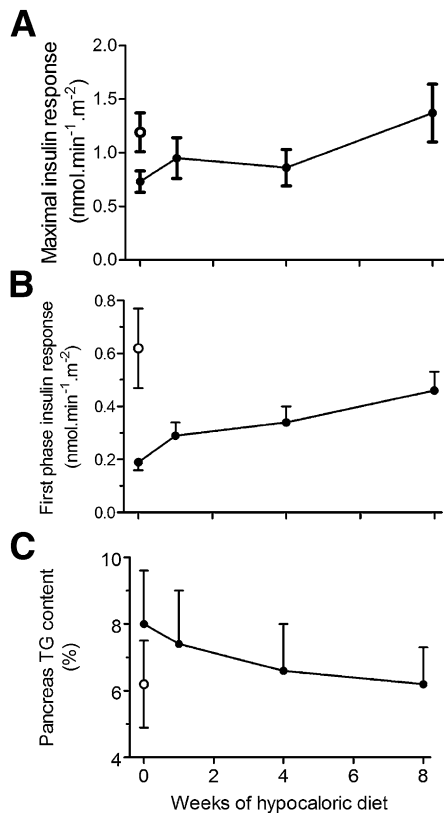 A
Maximal insulin response
(nmol.min⁻¹.m⁻²)
2.0
1.5
1.0
0.5
0.0
B
First phase insulin response
(nmol.min⁻¹.m⁻²)
0.8
0.6
0.4
0.2
0.0
C
Pancreas TG content
(%)
10
8
6
4
0
2
4
6
8
Weeks of hypocaloric diet